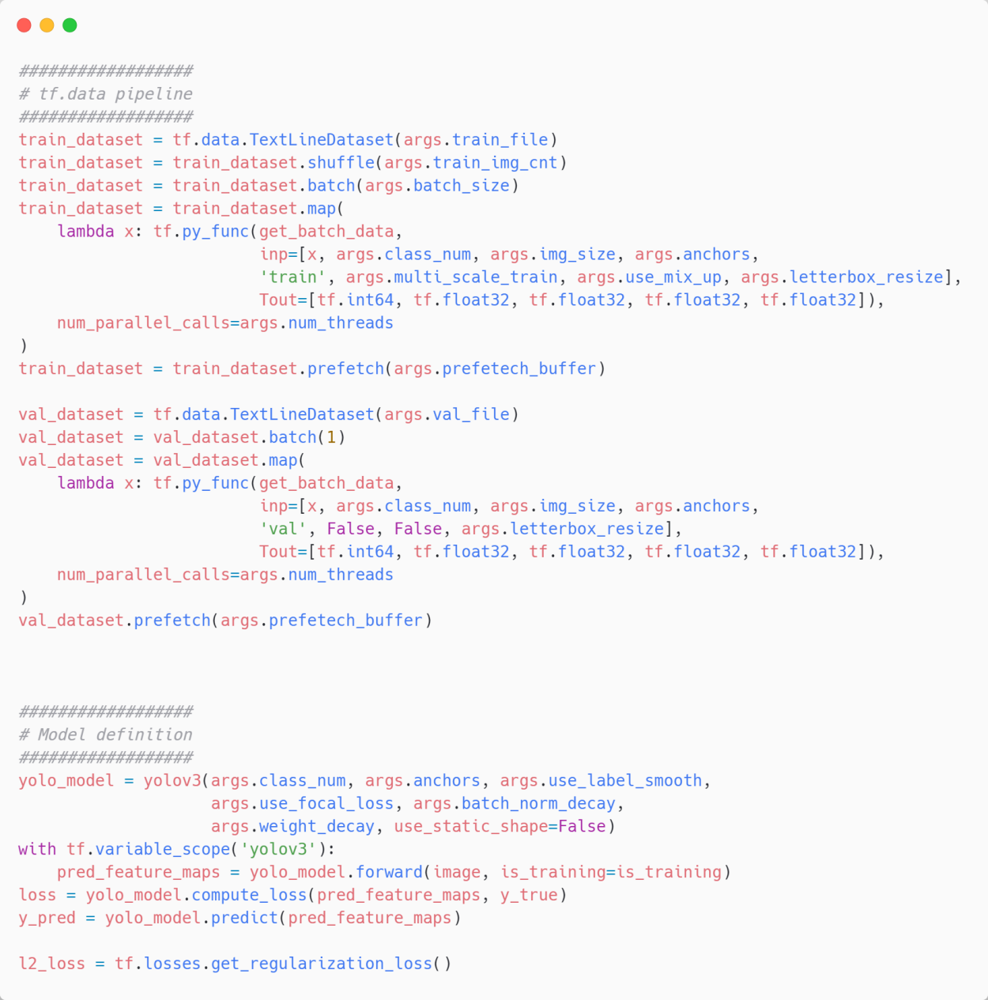 ##################
# tf.data pipeline
##################
train_dataset = tf.data.TextLineDataset(args.train_file)
train_dataset = train_dataset.shuffle(args.train_img_cnt)
train_dataset = train_dataset.batch(args.batch_size)
train_dataset = train_dataset.map(
    lambda x: tf.py_func(get_batch_data,
                         inp=[x, args.class_num, args.img_size, args.anchors,
                         'train', args.multi_scale_train, args.use_mix_up, args.letterbox_resize],
                         Tout=[tf.int64, tf.float32, tf.float32, tf.float32, tf.float32]),
    num_parallel_calls=args.num_threads
)
train_dataset = train_dataset.prefetch(args.prefetech_buffer)

val_dataset = tf.data.TextLineDataset(args.val_file)
val_dataset = val_dataset.batch(1)
val_dataset = val_dataset.map(
    lambda x: tf.py_func(get_batch_data,
                         inp=[x, args.class_num, args.img_size, args.anchors,
                         'val', False, False, args.letterbox_resize],
                         Tout=[tf.int64, tf.float32, tf.float32, tf.float32, tf.float32]),
    num_parallel_calls=args.num_threads
)
val_dataset.prefetch(args.prefetech_buffer)

##################
# Model definition
##################
yolo_model = yolov3(args.class_num, args.anchors, args.use_label_smooth,
                    args.use_focal_loss, args.batch_norm_decay,
                    args.weight_decay, use_static_shape=False)
with tf.variable_scope('yolov3'):
    pred_feature_maps = yolo_model.forward(image, is_training=is_training)
loss = yolo_model.compute_loss(pred_feature_maps, y_true)
y_pred = yolo_model.predict(pred_feature_maps)

l2_loss = tf.losses.get_regularization_loss()